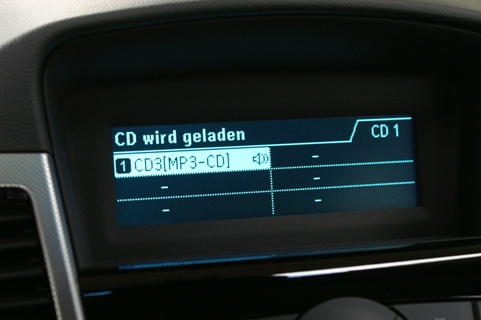 CD wird geladen
CD 1
1 CD3[MP3-CD] –
– –
– –